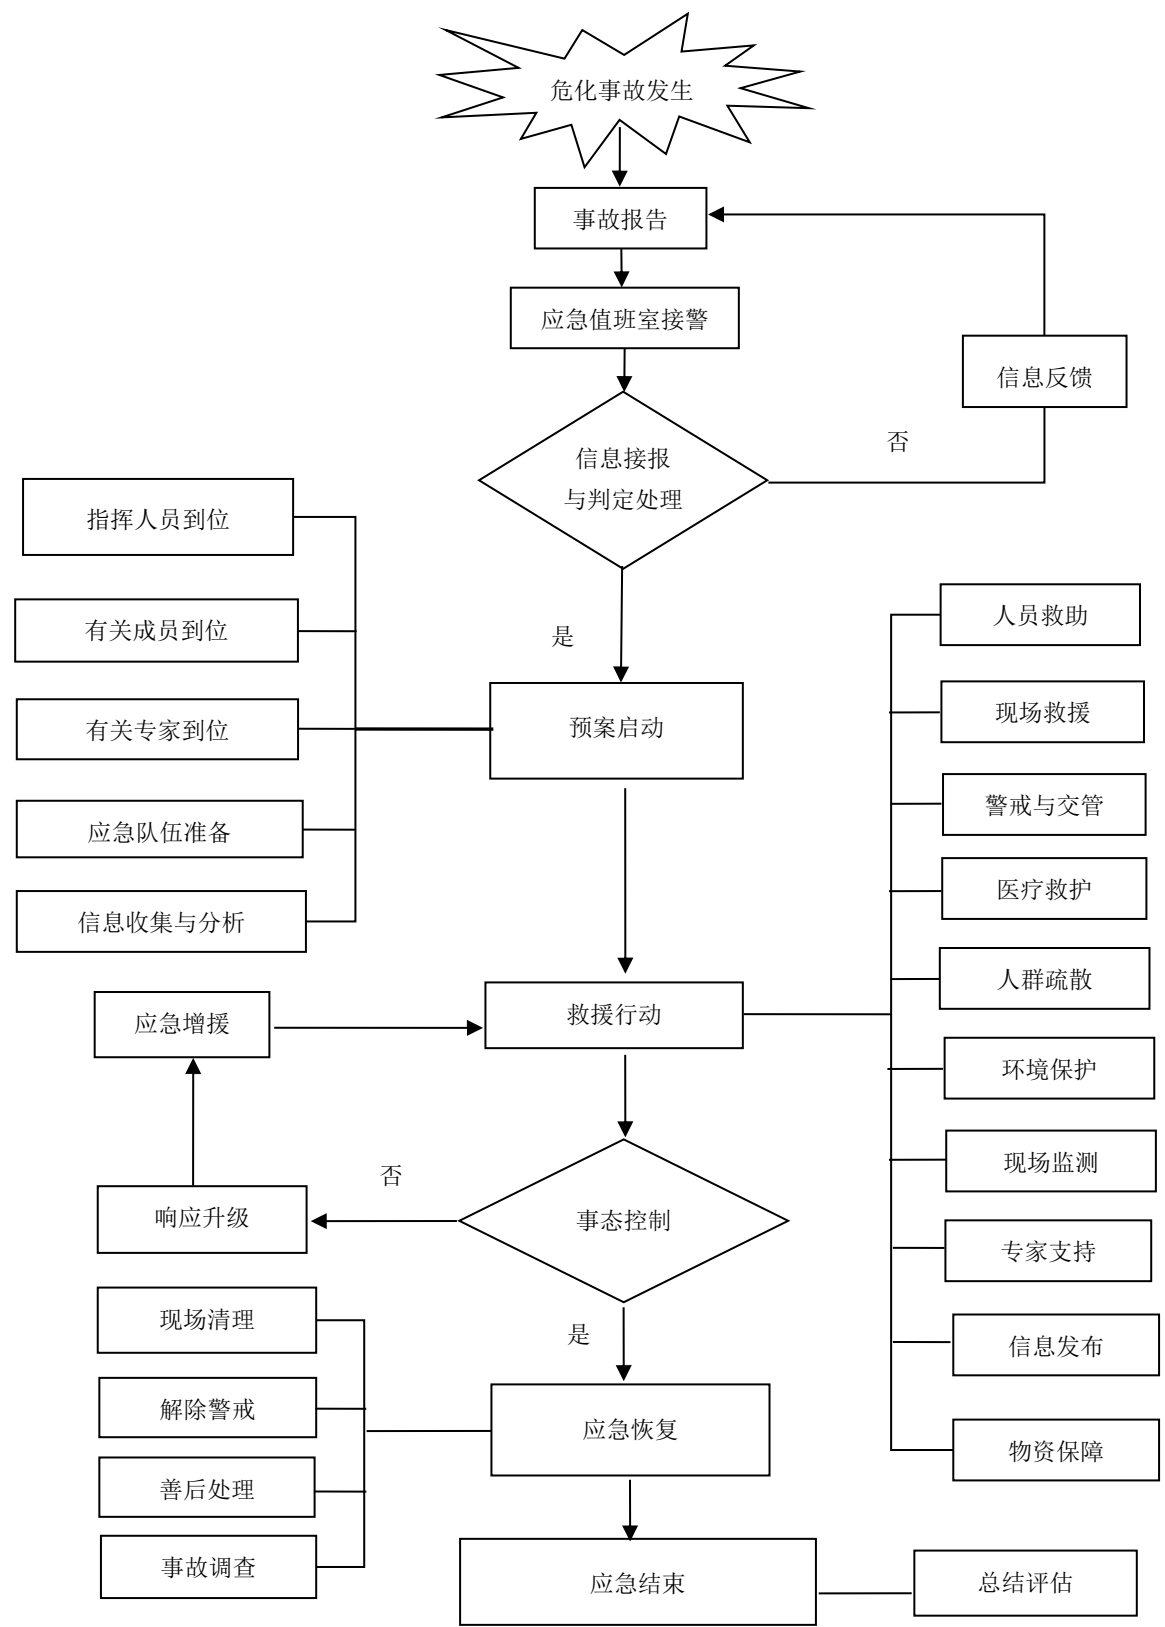 危化事故发生
事故报告
应急值班室接警
信息反馈
信息接报
与判定处理
否
是
指挥人员到位
有关成员到位
有关专家到位
应急队伍准备
信息收集与分析
预案启动
人员救助
现场救援
警戒与交管
医疗救护
人群疏散
环境保护
现场监测
专家支持
信息发布
物资保障
救援行动
应急增援
响应升级
否
事态控制
是
现场清理
解除警戒
善后处理
事故调查
应急恢复
应急结束
总结评估